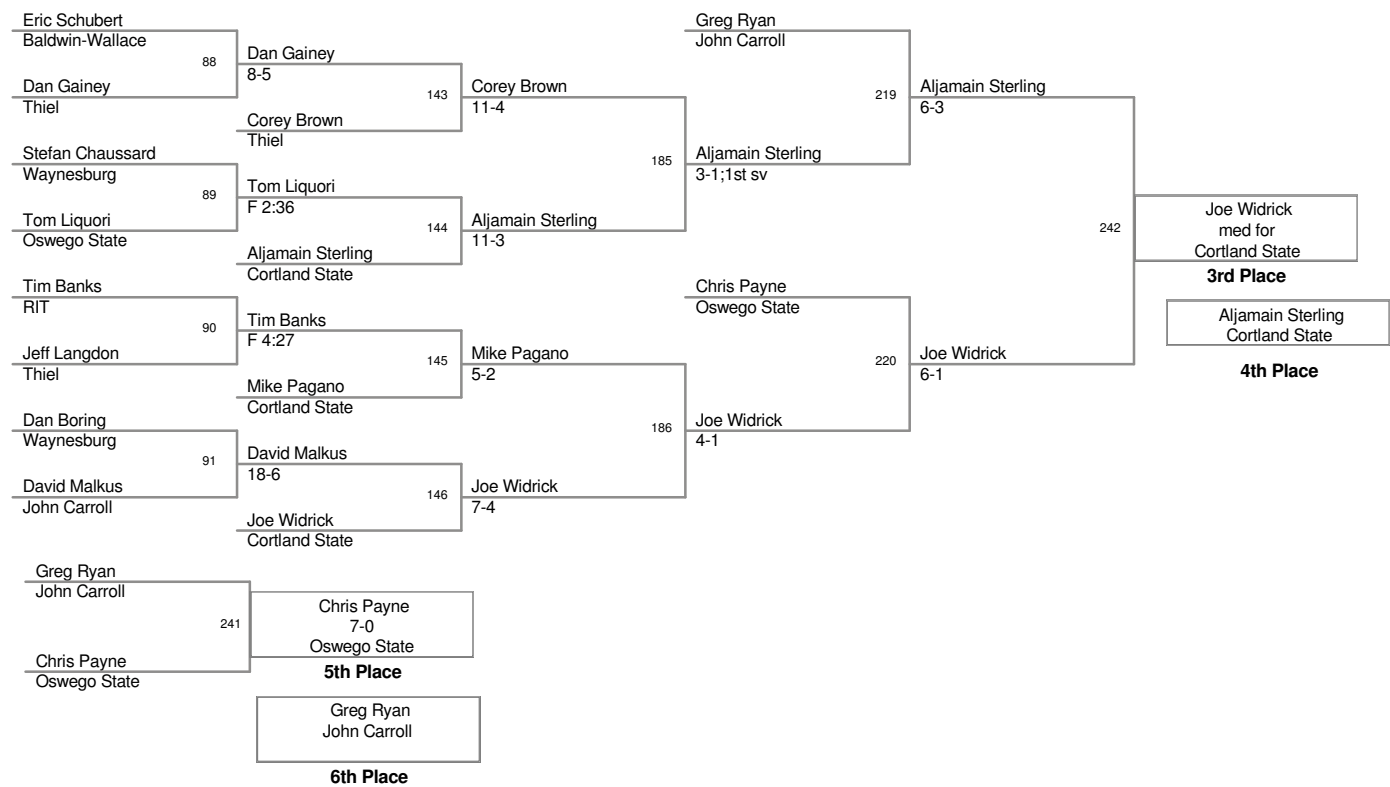 Eric Schubert
Baldwin-Wallace
88
Dan Gainey
Thiel
Dan Gainey
8-5
143
Corey Brown
Thiel
Stefan Chaussard
Waynesburg
89
Tom Liquori
Oswego State
Tom Liquori
F 2:36
144
Aljamain Sterling
Cortland State
Tim Banks
RIT
90
Jeff Langdon
Thiel
Tim Banks
F 4:27
145
Mike Pagano
Cortland State
Dan Boring
Waynesburg
91
David Malkus
John Carroll
David Malkus
18-6
146
Joe Widrick
Cortland State
Corey Brown
11-4
185
Aljamain Sterling
11-3
Mike Pagano
5-2
186
Joe Widrick
7-4
Greg Ryan
John Carroll
219
Aljamain Sterling
3-1;1st sv
Chris Payne
Oswego State
220
Joe Widrick
4-1
Aljamain Sterling
6-3
242
Joe Widrick
6-1
Joe Widrick
med for
Cortland State
3rd Place
Aljamain Sterling
Cortland State
4th Place
Greg Ryan
John Carroll
241
Chris Payne
Oswego State
Chris Payne
7-0
Oswego State
5th Place
Greg Ryan
John Carroll
6th Place